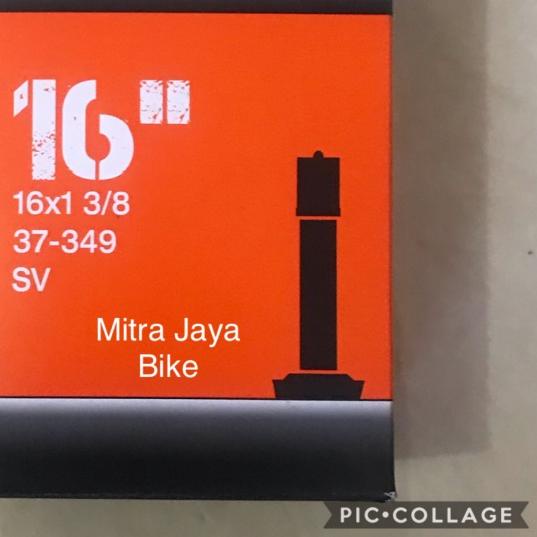 16"
16x1 3/8
37-349
SV
Mitra Jaya
Bike
PIC•COLLAGE